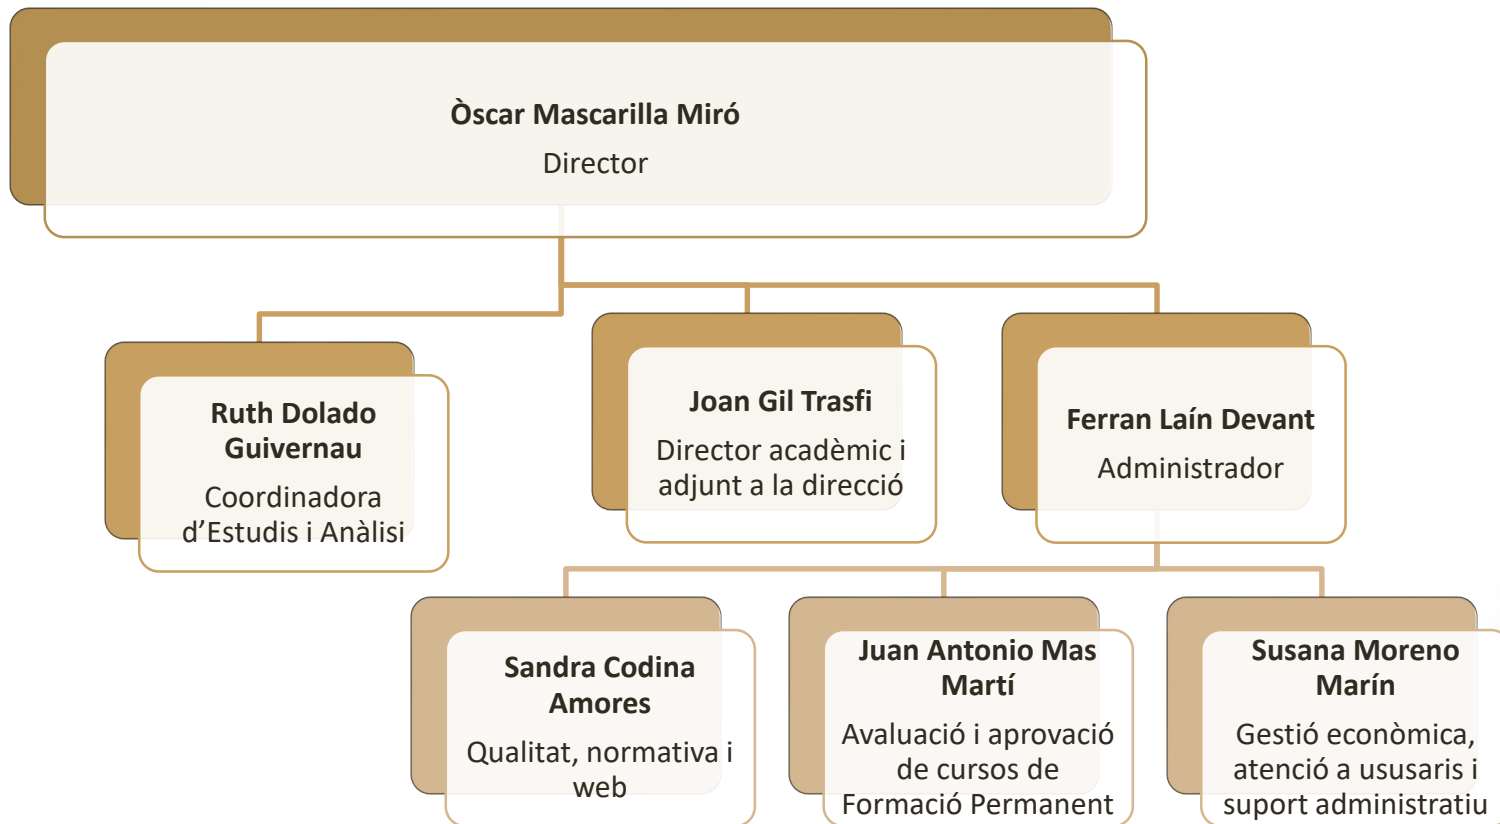 Òscar Mascarilla Miró
Director
Ruth Dolado
Guivernau
Coordinadora
d’Estudis i Anàlisi
Joan Gil Trasfi
Director acadèmic i
adjunt a la direcció
Ferran Laín Devant
Administrador
Sandra Codina
Amores
Qualitat, normativa i
web
Juan Antonio Mas
Martí
Avaluació i aprovació
de cursos de
Formació Permanent
Susana Moreno
Marín
Gestió econòmica,
atenció a ususaris i
suport administratiu